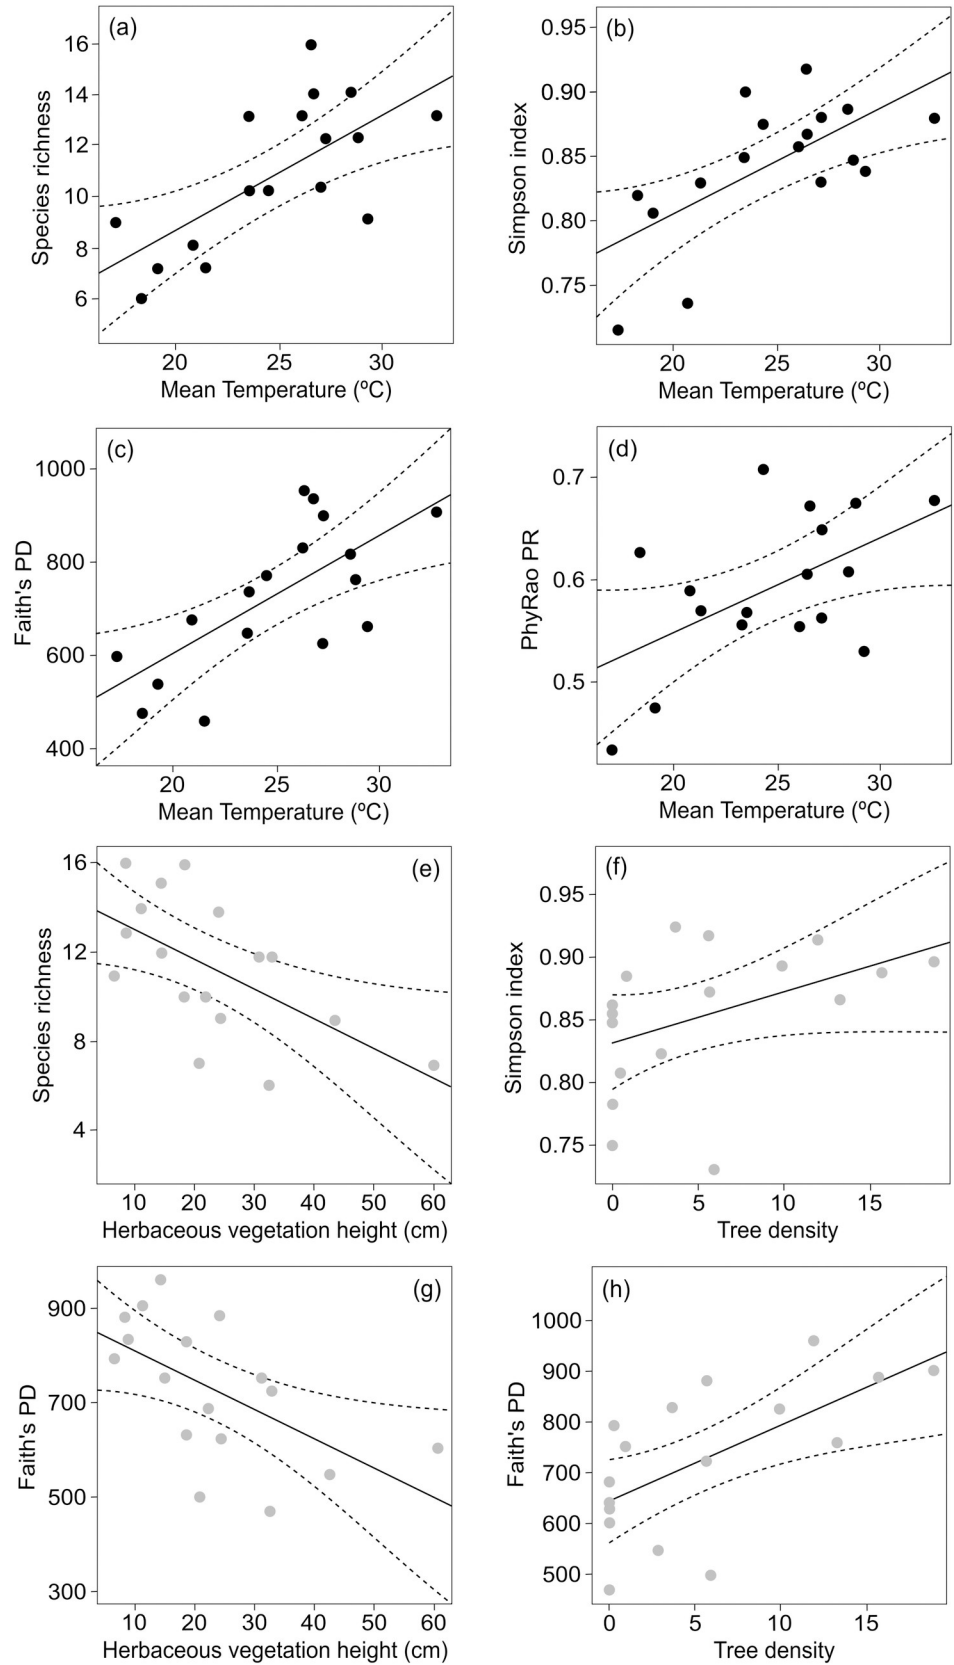 (a)
Species richness
16
14
12
10
8
6
20 25 30
Mean Temperature (ºC)
(b)
Simpson index
0.95
0.90
0.85
0.80
0.75
20 25 30
Mean Temperature (ºC)
(c)
Faith's PD
1000
800
600
400
20 25 30
Mean Temperature (ºC)
(d)
PhyRao PR
0.7
0.6
0.5
20 25 30
Mean Temperature (ºC)
(e)
Species richness
16
12
8
4
10 20 30 40 50 60
Herbaceous vegetation height (cm)
(f)
Simpson index
0.95
0.90
0.85
0.80
0.75
0 5 10 15
Tree density
(g)
Faith's PD
900
700
500
300
10 20 30 40 50 60
Herbaceous vegetation height (cm)
(h)
Faith's PD
1000
900
800
700
600
500
0 5 10 15
Tree density